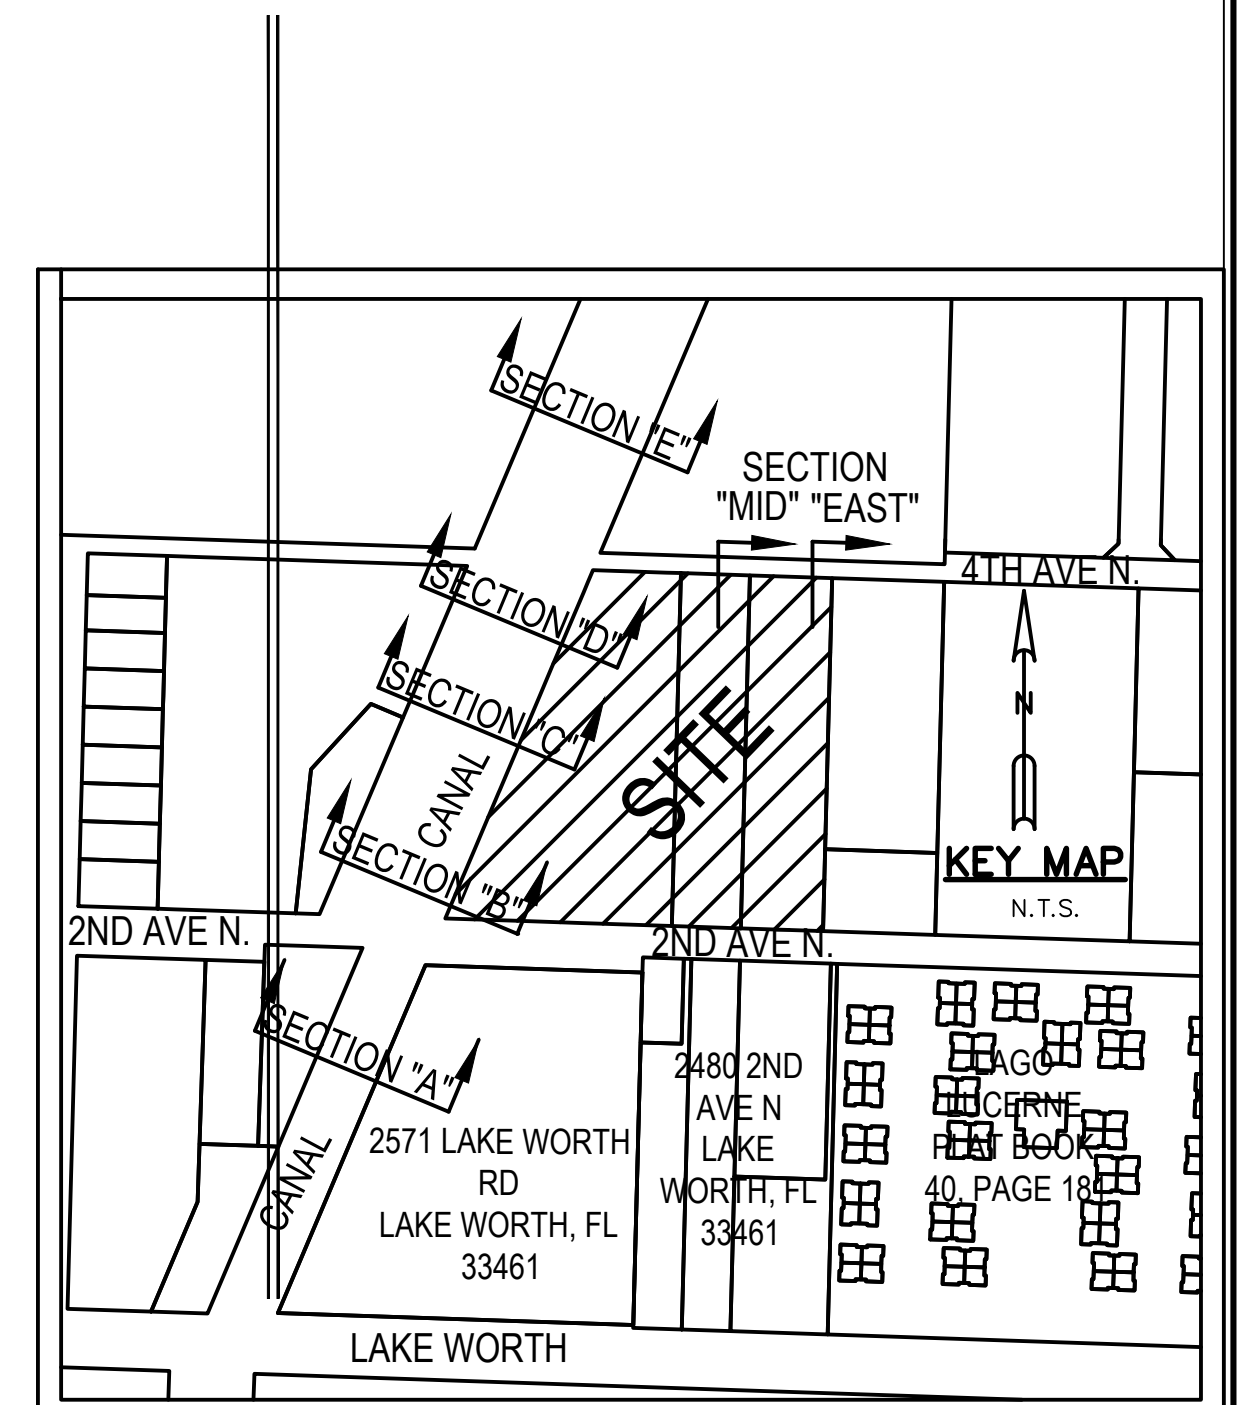 SECTION "E"
SECTION
"MID" "EAST"
4TH AVE N.
SECTION "D"
SECTION "C"
SITE
N
CANAL
SECTION "B"
KEY MAP
N.T.S.
2ND AVE N.
2ND AVE N.
SECTION "A"
CANAL
2571 LAKE WORTH
RD
LAKE WORTH, FL
33461
2480 2ND
AVE N
LAKE
WORTH, FL
33461
LAGO
LUCERNE
PLAT BOOK
40, PAGE 181
LAKE WORTH